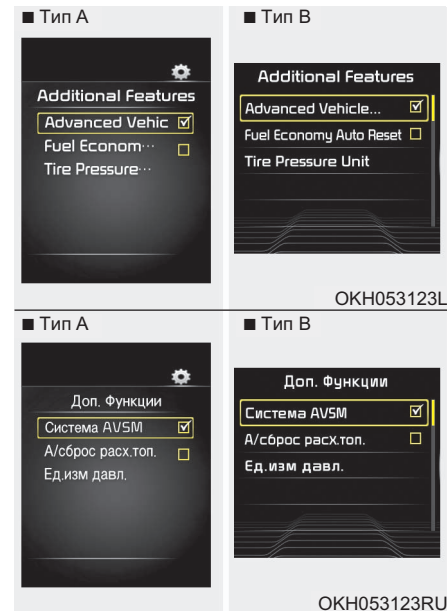 ■ Тип A
■ Тип B
Additional Features
Advanced Vehic
Fuel Econom···
Tire Pressure···
Additional Features
Advanced Vehicle...
Fuel Economy Auto Reset
Tire Pressure Unit
OKH053123L
■ Тип A
■ Тип B
Доп. Функции
Система AVSM
А/сброс расх.топ.
Ед.изм давл.
Доп. Функции
Система AVSM
А/сброс расх.топ.
Ед.изм давл.
OKH053123RU